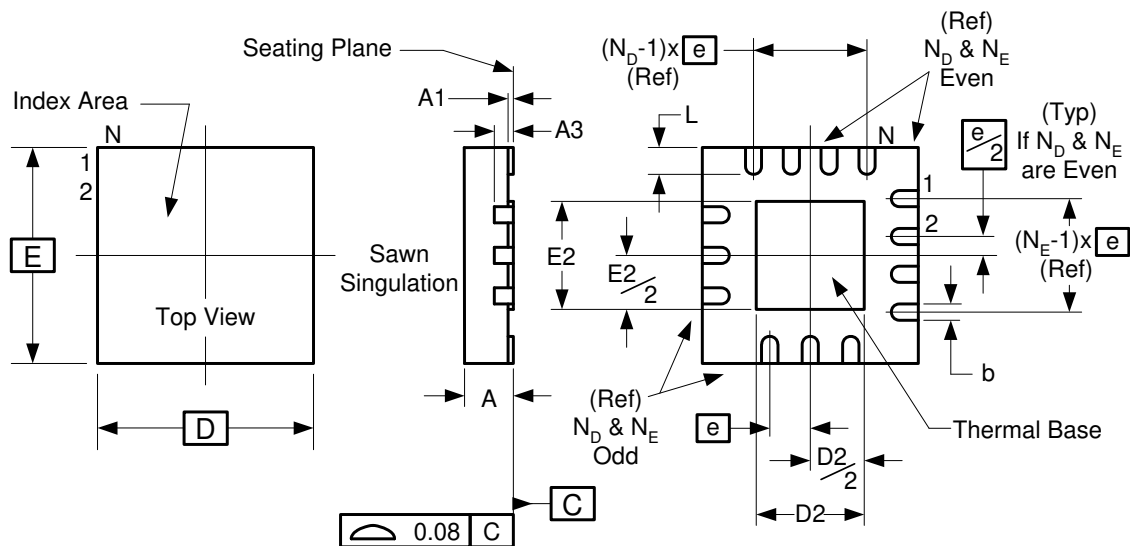 Seating Plane
A1
A3
Index Area
N
1
2
E
Top View
D
Sawn
Singulation
A
0.08 C
C
(N_D-1)x e
(Ref)
(Ref)
N_D & N_E
Even
L
N
e/2
(Typ)
If N_D & N_E
are Even
1
2
(N_E-1)x e
(Ref)
E2
E2/2
b
(Ref)
N_D & N_E
Odd
e
Thermal Base
D2/2
D2